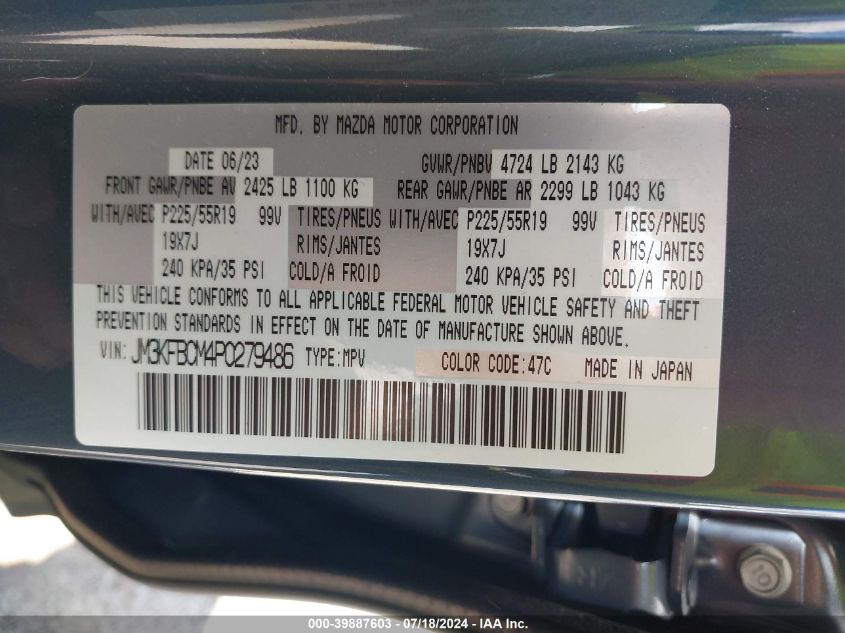 MFD. BY MAZDA MOTOR CORPORATION
DATE 06/23 GVWR/PNBV 4724 LB 2143 KG
FRONT GAWR/PNBE AV 2425 LB 1100 KG REAR GAWR/PNBE AR 2299 LB 1043 KG
WITH/AVEC P225/55R19 99V TIRES/PNEUS WITH/AVEC P225/55R19 99V TIRES/PNEUS
19X7J RIMS/JANTES 19X7J RIMS/JANTES
240 KPA/35 PSI COLD/A FROID 240 KPA/35 PSI COLD/A FROID
THIS VEHICLE CONFORMS TO ALL APPLICABLE FEDERAL MOTOR VEHICLE SAFETY AND THEFT
PREVENTION STANDARDS IN EFFECT ON THE DATE OF MANUFACTURE SHOWN ABOVE.
VIN: JM3KFBCM4P0279486 TYPE:MPV COLOR CODE:47C MADE IN JAPAN
000-39887603 - 07/18/2024 - IAA Inc.